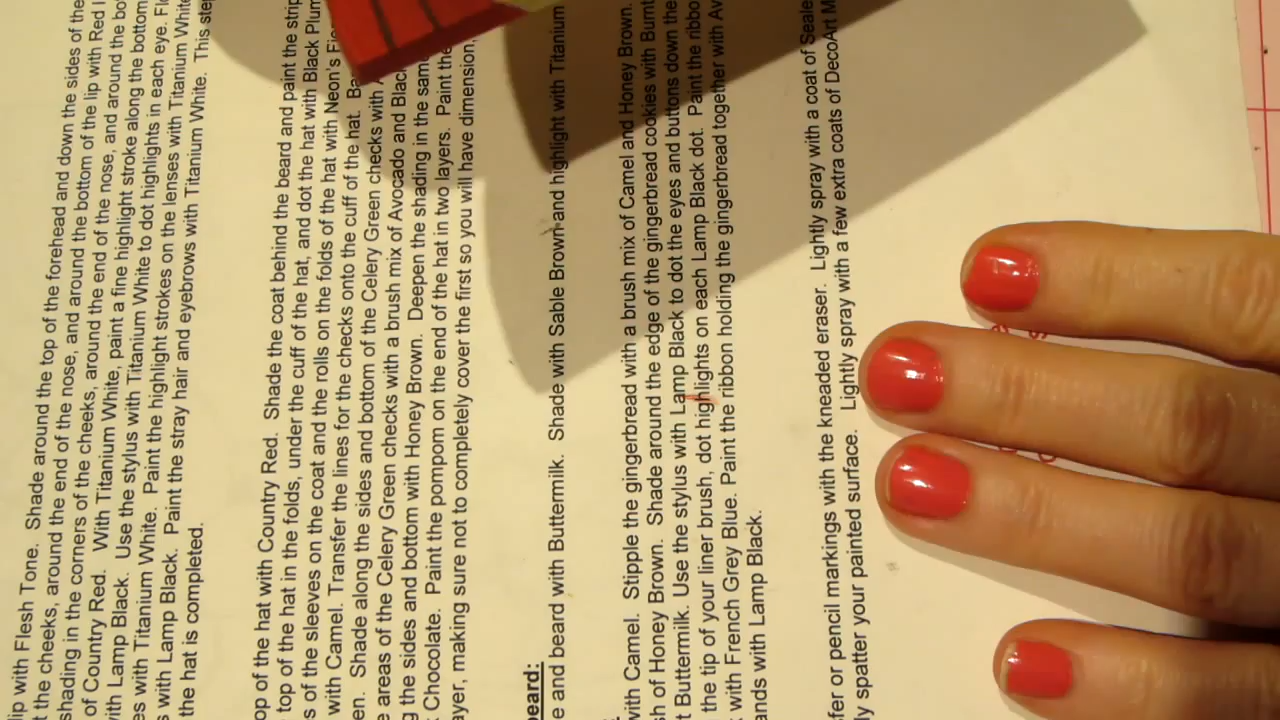 lip with Flesh Tone. Shade around the top of the forehead and down the sides of the
t the cheeks, around the end of the nose, and around the bottom of the lip with Red I
shading in the corners of the cheeks, around the end of the nose, and around the bo
of Country Red. With Titanium White, paint a fine highlight stroke along the bottom
with Lamp Black. Use the stylus with Titanium White to dot highlights in each eye. Flo
es with Titanium White. Paint the highlight strokes on the lenses with Titanium White
s with Lamp Black. Paint the stray hair and eyebrows with Titanium White. This step
the hat is completed.
op of the hat with Country Red. Shade the coat behind the beard and paint the strip
top of the hat in the folds, under the cuff of the hat, and dot the hat with Black Plum
s of the sleeves on the coat and the rolls on the folds of the hat with Neon's Fle
with Camel. Transfer the lines for the checks onto the cuff of the hat. Ba
en. Shade along the sides and bottom of the Celery Green checks with A
e areas of the Celery Green checks with a brush mix of Avocado and Blac
g the sides and bottom with Honey Brown. Deepen the shading in the same
Chocolate. Paint the pompom on the end of the hat in two layers. Paint the
ayer, making sure not to completely cover the first so you will have dimension,
beard:
e and beard with Buttermilk. Shade with Sable Brown and highlight with Titanium
with Camel. Stipple the gingerbread with a brush mix of Camel and Honey Brown.
sh of Honey Brown. Shade around the edge of the gingerbread cookies with Burnt
t Buttermilk. Use the stylus with Lamp Black to dot the eyes and buttons down the
the tip of your liner brush, dot highlights on each Lamp Black dot. Paint the ribbo
with French Grey Blue. Paint the ribbon holding the gingerbread together with Av
ands with Lamp Black.
fer or pencil markings with the kneaded eraser. Lightly spray with a coat of Seale
ly spatter your painted surface. Lightly spray with a few extra coats of DecoArt M